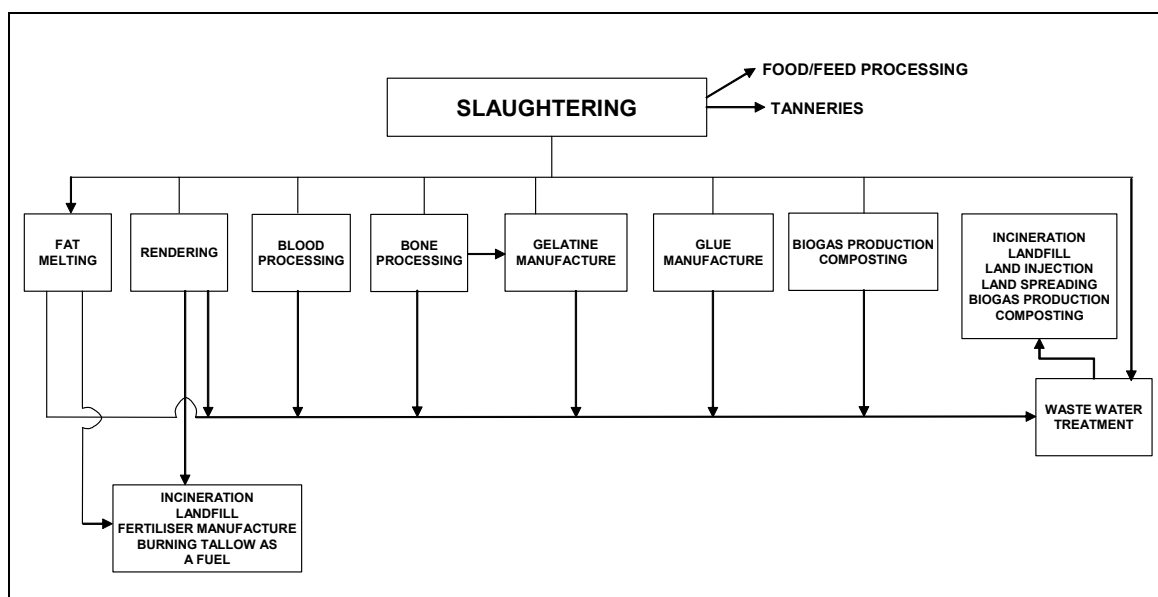 FOOD/FEED PROCESSING
SLAUGHTERING
TANNERIES
FAT
MELTING
RENDERING
BLOOD
PROCESSING
BONE
PROCESSING
GELATINE
MANUFACTURE
GLUE
MANUFACTURE
BIOGAS PRODUCTION
COMPOSTING
INCINERATION
LANDFILL
LAND INJECTION
LAND SPREADING
BIOGAS PRODUCTION
COMPOSTING
WASTE WATER
TREATMENT
INCINERATION
LANDFILL
FERTILISER MANUFACTURE
BURNING TALLOW AS
A FUEL